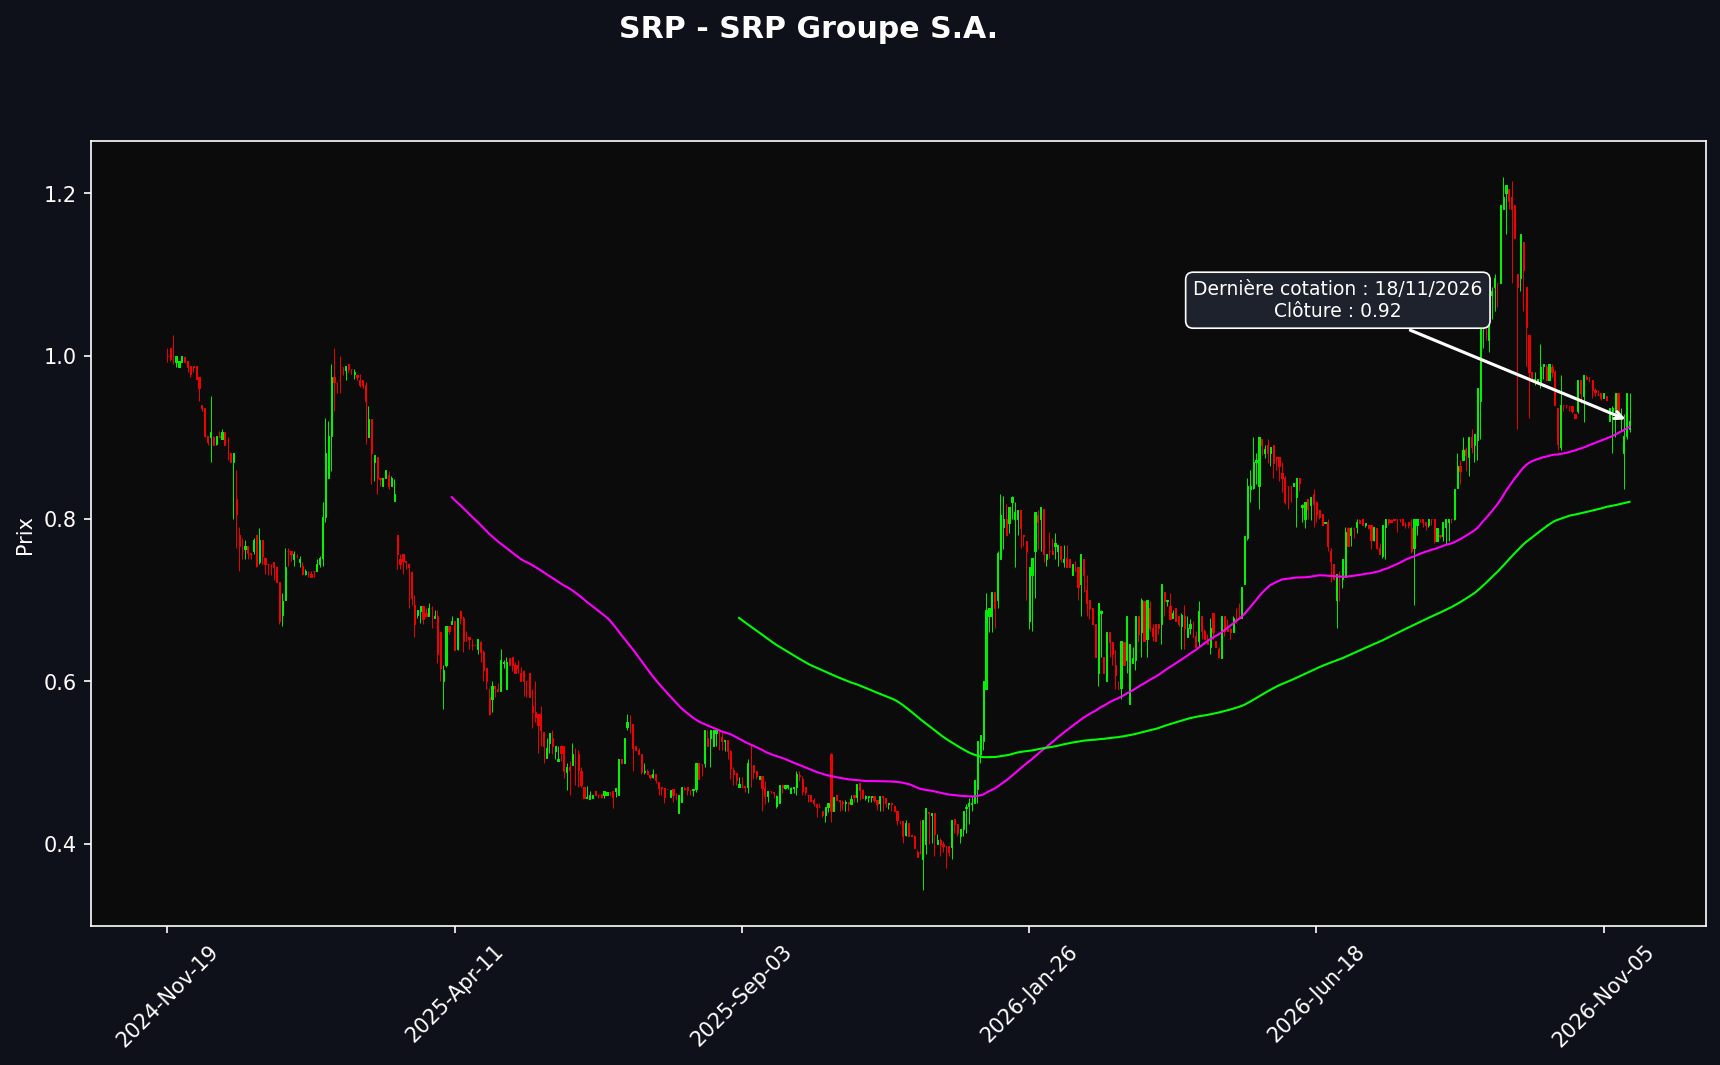 SRP - SRP Groupe S.A.
Prix
1.2
1.0
0.8
0.6
0.4
Dernière cotation : 18/11/2026
Clôture : 0.92
2024-Nov-19
2025-Apr-11
2025-Sep-03
2026-Jan-26
2026-Jun-18
2026-Nov-05